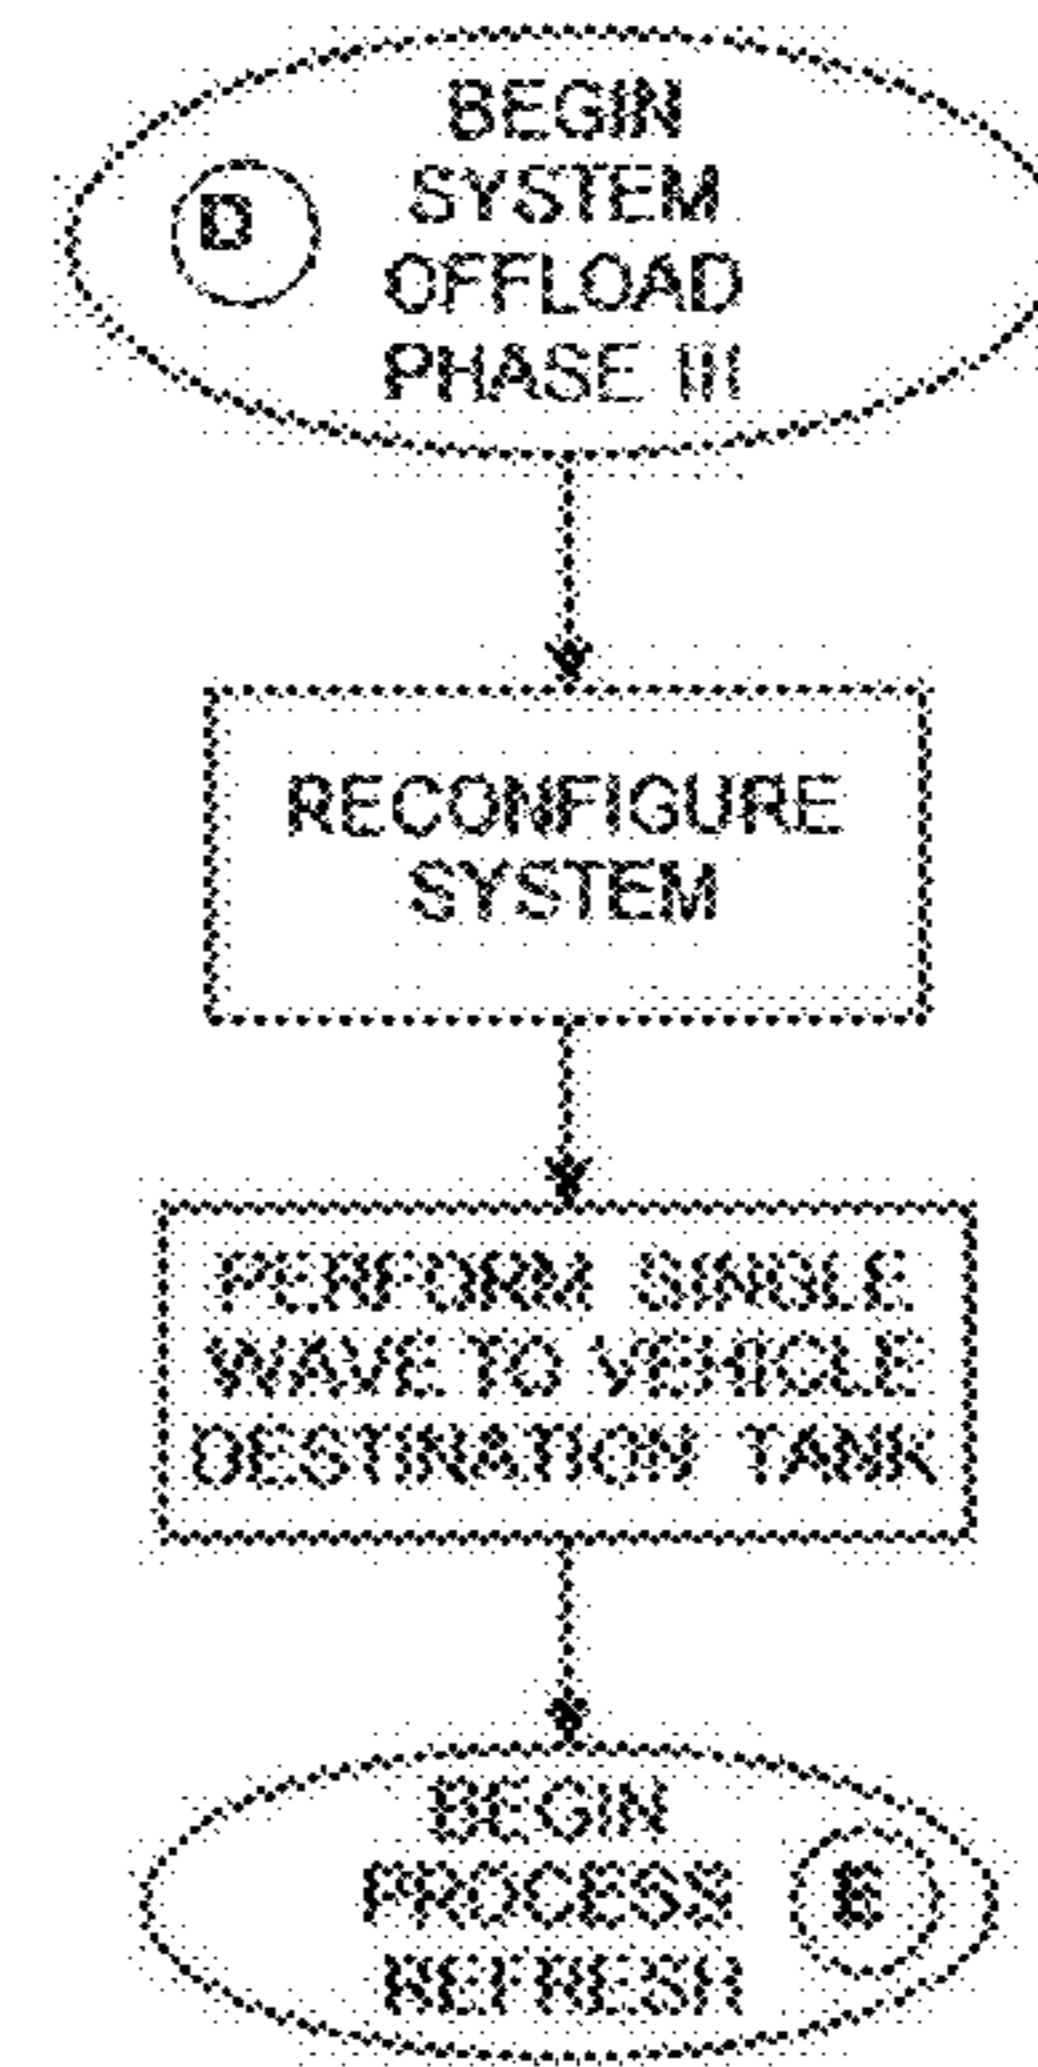 BEGIN
SYSTEM
D
OFFLOAD
PHASE III
RECONFIGURE
SYSTEM
PERFORM SINGLE
WAVE TO VEHICLE
DESTINATION TANK
BEGIN
PROCESS
E
REFRESH